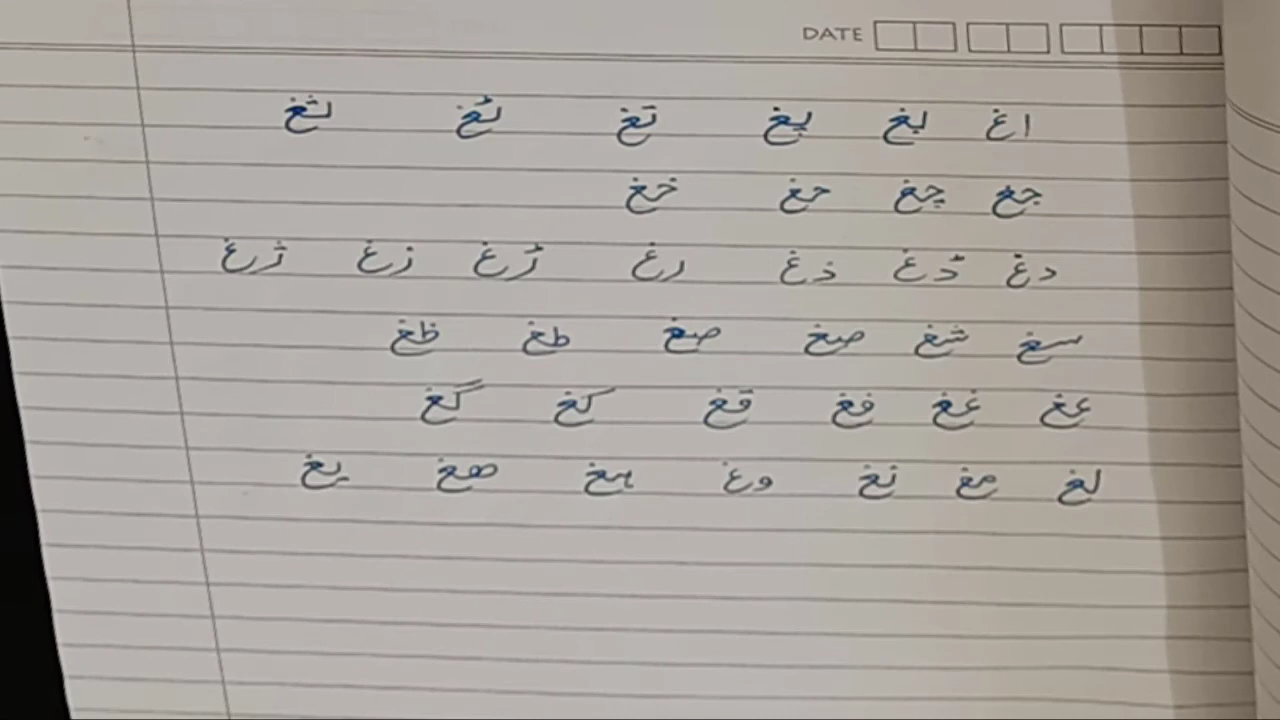 DATE
اغ بغ پغ تغ ٹغ ثغ
جغ چغ حغ خغ
دغ ڈغ ذغ رغ ڑغ زغ ژغ
سغ شغ صغ ضغ طغ ظغ
عغ غغ فغ قغ کغ گغ
لغ مغ نغ وغ ہغ ھغ یغ